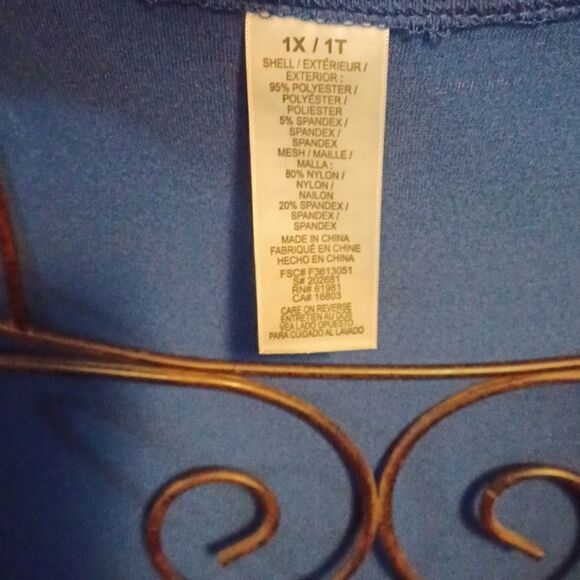 1X / 1T
SHELL / EXTÉRIEUR /
EXTERIOR :
95% POLYESTER /
POLYESTER /
POLIESTER
5% SPANDEX /
SPANDEX /
SPANDEX
MESH / MAILLE /
MALLA :
80% NYLON /
NYLON /
NAILON
20% SPANDEX /
SPANDEX /
SPANDEX
MADE IN CHINA
FABRIQUÉ EN CHINE
HECHO EN CHINA
FSC# F3613051
S# 202681
RN# 61981
CA# 16803
CARE ON REVERSE
ENTRETIEN AU DOS
VEA LADO OPUESTO
PARA CUIDADO AL LAVADO